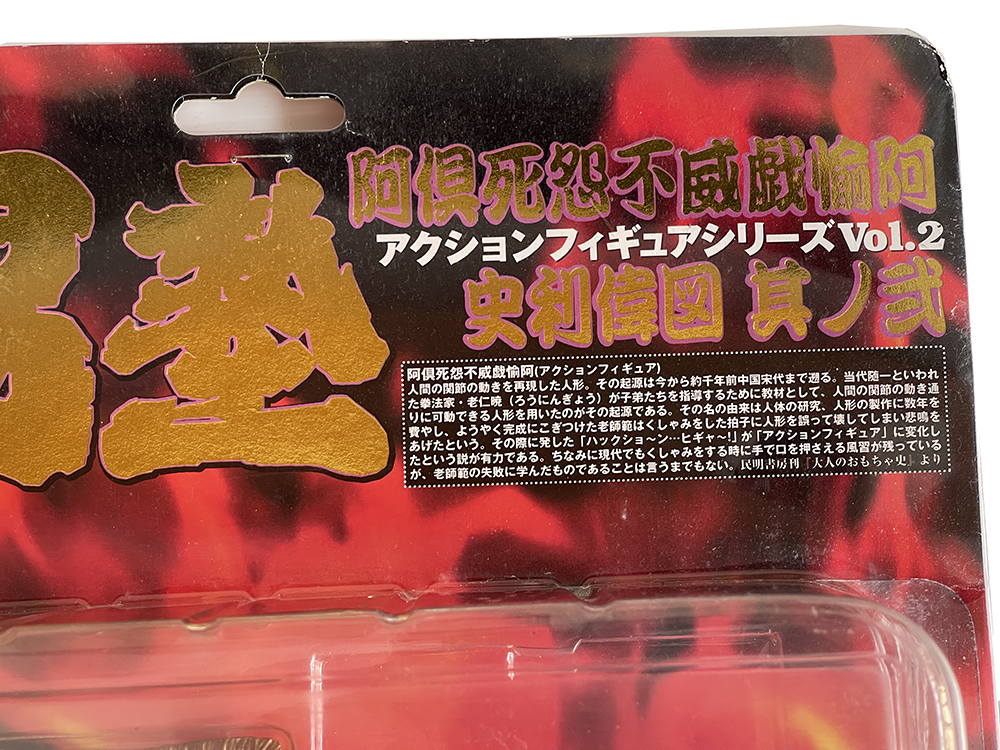 塾
阿倶死怨不威戯愉阿
アクションフィギュアシリーズVol.2
史利偉図 其ノ弐
阿倶死怨不威戯愉阿(アクションフィギュア)
人間の関節の動きを再現した人形。その起源は今から約千年前中国宋代まで遡る。当代随一といわれ
た拳法家・老仁暁（ろうにんぎょう）が子弟たちを指導するために教材として、人間の関節の動き通
りに可動できる人形を用いたのがその起源である。その名の由来は人体の研究、人形の製作に数年を
費やし、ようやく完成にこぎつけた老師範はくしゃみをした拍子に人形を誤って壊してしまい悲鳴を
あげたという。その際に発した「ハックショ〜ン…ヒギャ〜!」が「アクションフィギュア」に変化し
たという説が有力である。ちなみに現代でもくしゃみをする時に手で口を押さえる風習が残っている
が、老師範の失敗に学んだものであることは言うまでもない。民明書房刊『大人のおもちゃ史』より